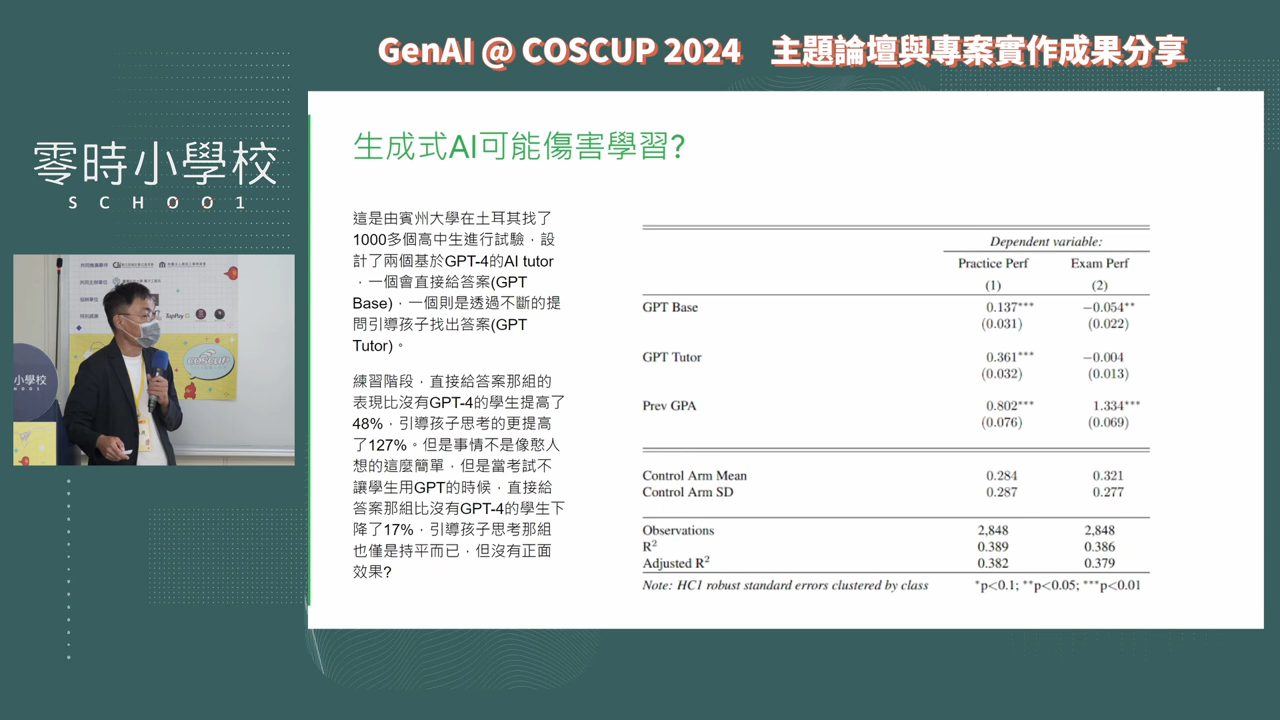 GenAI @ COSCUP 2024 主題論壇與專案實作成果分享
零時小學校
SCHOO1
生成式AI可能傷害學習?
這是由賓州大學在土耳其找了
1000多個高中生進行試驗，設
計了兩個基於GPT-4的AI tutor
，一個會直接給答案(GPT
Base)，一個則是透過不斷的提
問引導孩子找出答案(GPT
Tutor)。
練習階段，直接給答案那組的
表現比沒有GPT-4的學生提高了
48%，引導孩子思考的更提高
了127%。但是事情不是像憨人
想的這麼簡單，但是當考試不
讓學生用GPT的時候，直接給
答案那組比沒有GPT-4的學生下
降了17%，引導孩子思考那組
也僅是持平而已，但沒有正面
效果?
Dependent variable:
Practice Perf Exam Perf
(1) (2)
GPT Base 0.137*** −0.054**
(0.031) (0.022)
GPT Tutor 0.361*** −0.004
(0.032) (0.013)
Prev GPA 0.802*** 1.334***
(0.076) (0.069)
Control Arm Mean 0.284 0.321
Control Arm SD 0.287 0.277
Observations 2,848 2,848
R² 0.389 0.386
Adjusted R² 0.382 0.379
Note: HC1 robust standard errors clustered by class *p<0.1; **p<0.05; ***p<0.01
共同主辦單位
TapPay
COSCUP
小學校